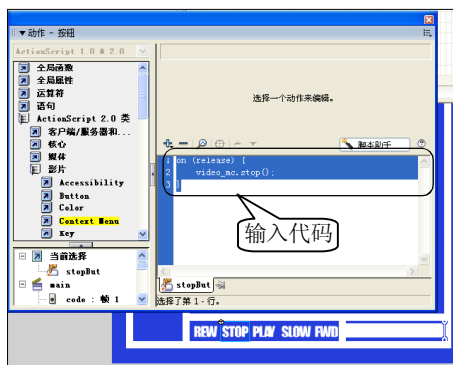 动作 - 按钮
ActionScript 1.0 & 2.0
全局函数
全局属性
运算符
语句
ActionScript 2.0 类
客户端/服务器和...
核心
媒体
影片
Accessibility
Button
Color
Context Menu
Key
当前选择
stopBut
main
code : 帧 1
选择一个动作来编辑。
脚本助手
1 on (release) {
2 video_mc.stop();
3 }
输入代码
stopBut
选择了第 1 - 行。
REW STOP PLAY SLOW FWD